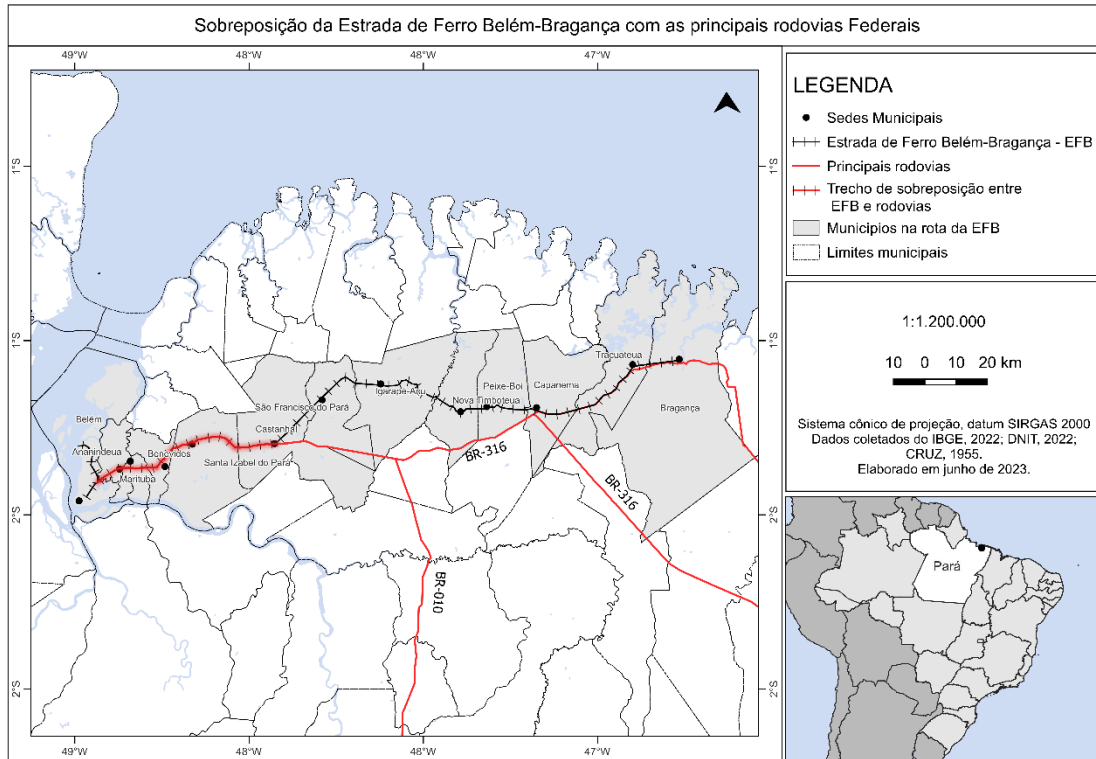 Sobreposição da Estrada de Ferro Belém-Bragança com as principais rodovias Federais
49°W
48°W
48°W
47°W
1°S
1°S
2°S
2°S
1°S
1°S
2°S
2°S
Tracuateua
Peixe-Boi
Capanema
Igarapé-Açu
Nova Timboteua
São Francisco do Pará
Bragança
Belém
Castanhal
Ananindeua
Benevides
Santa Izabel do Pará
Marituba
BR-316
BR-316
BR-010
49°W
48°W
48°W
47°W
LEGENDA
Sedes Municipais
Estrada de Ferro Belém-Bragança - EFB
Principais rodovias
Trecho de sobreposição entre
EFB e rodovias
Municipios na rota da EFB
Limites municipais
1:1.200.000
10 0 10 20 km
Sistema cônico de projeção, datum SIRGAS 2000
Dados coletados do IBGE, 2022; DNIT, 2022;
CRUZ, 1955.
Elaborado em junho de 2023.
Pará